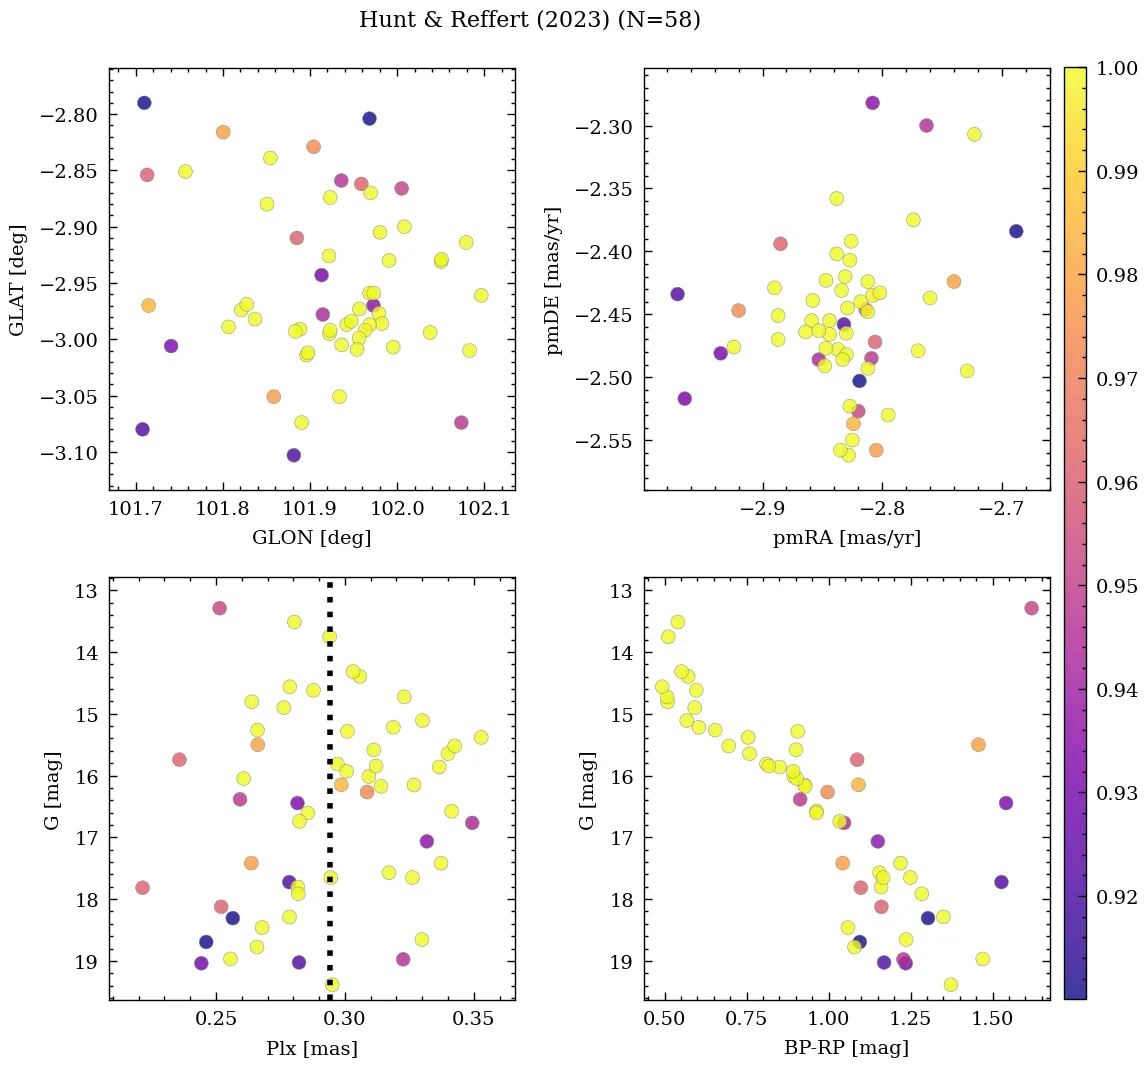 Hunt & Reffert (2023) (N=58)
−2.80
−2.85
−2.90
−2.95
−3.00
−3.05
−3.10
GLAT [deg]
101.7 101.8 101.9 102.0 102.1
GLON [deg]
−2.30
−2.35
−2.40
−2.45
−2.50
−2.55
pmDE [mas/yr]
−2.9 −2.8 −2.7
pmRA [mas/yr]
13
14
15
16
17
18
19
G [mag]
0.25 0.30 0.35
Plx [mas]
13
14
15
16
17
18
19
G [mag]
0.50 0.75 1.00 1.25 1.50
BP-RP [mag]
1.00
0.99
0.98
0.97
0.96
0.95
0.94
0.93
0.92